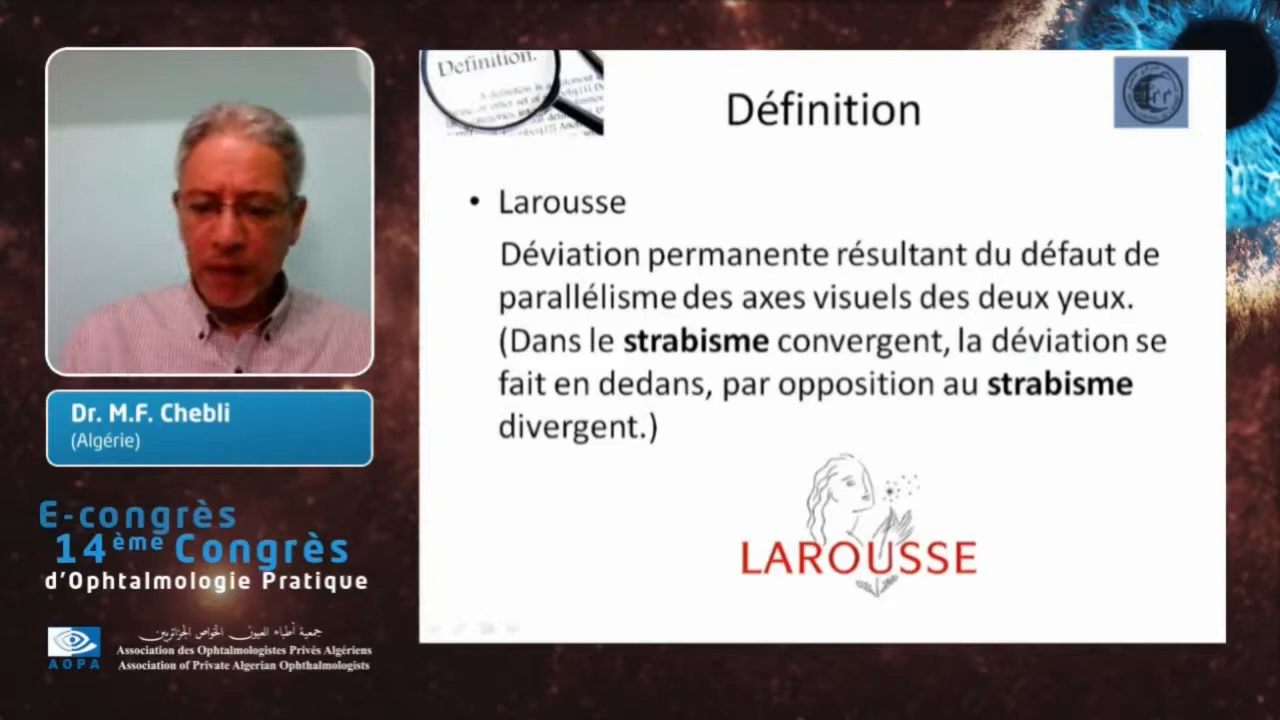 Definition.
Définition
• Larousse
Déviation permanente résultant du défaut de
parallélisme des axes visuels des deux yeux.
(Dans le strabisme convergent, la déviation se
fait en dedans, par opposition au strabisme
divergent.)
LAROUSSE
Dr. M.F. Chebli
(Algérie)
E-congrès
14ème Congrès
d'Ophtalmologie Pratique
جمعية أطباء العيون الخواص الجزائريين
AOPA
Association des Ophtalmologistes Privés Algériens
Association of Private Algerian Ophthalmologists